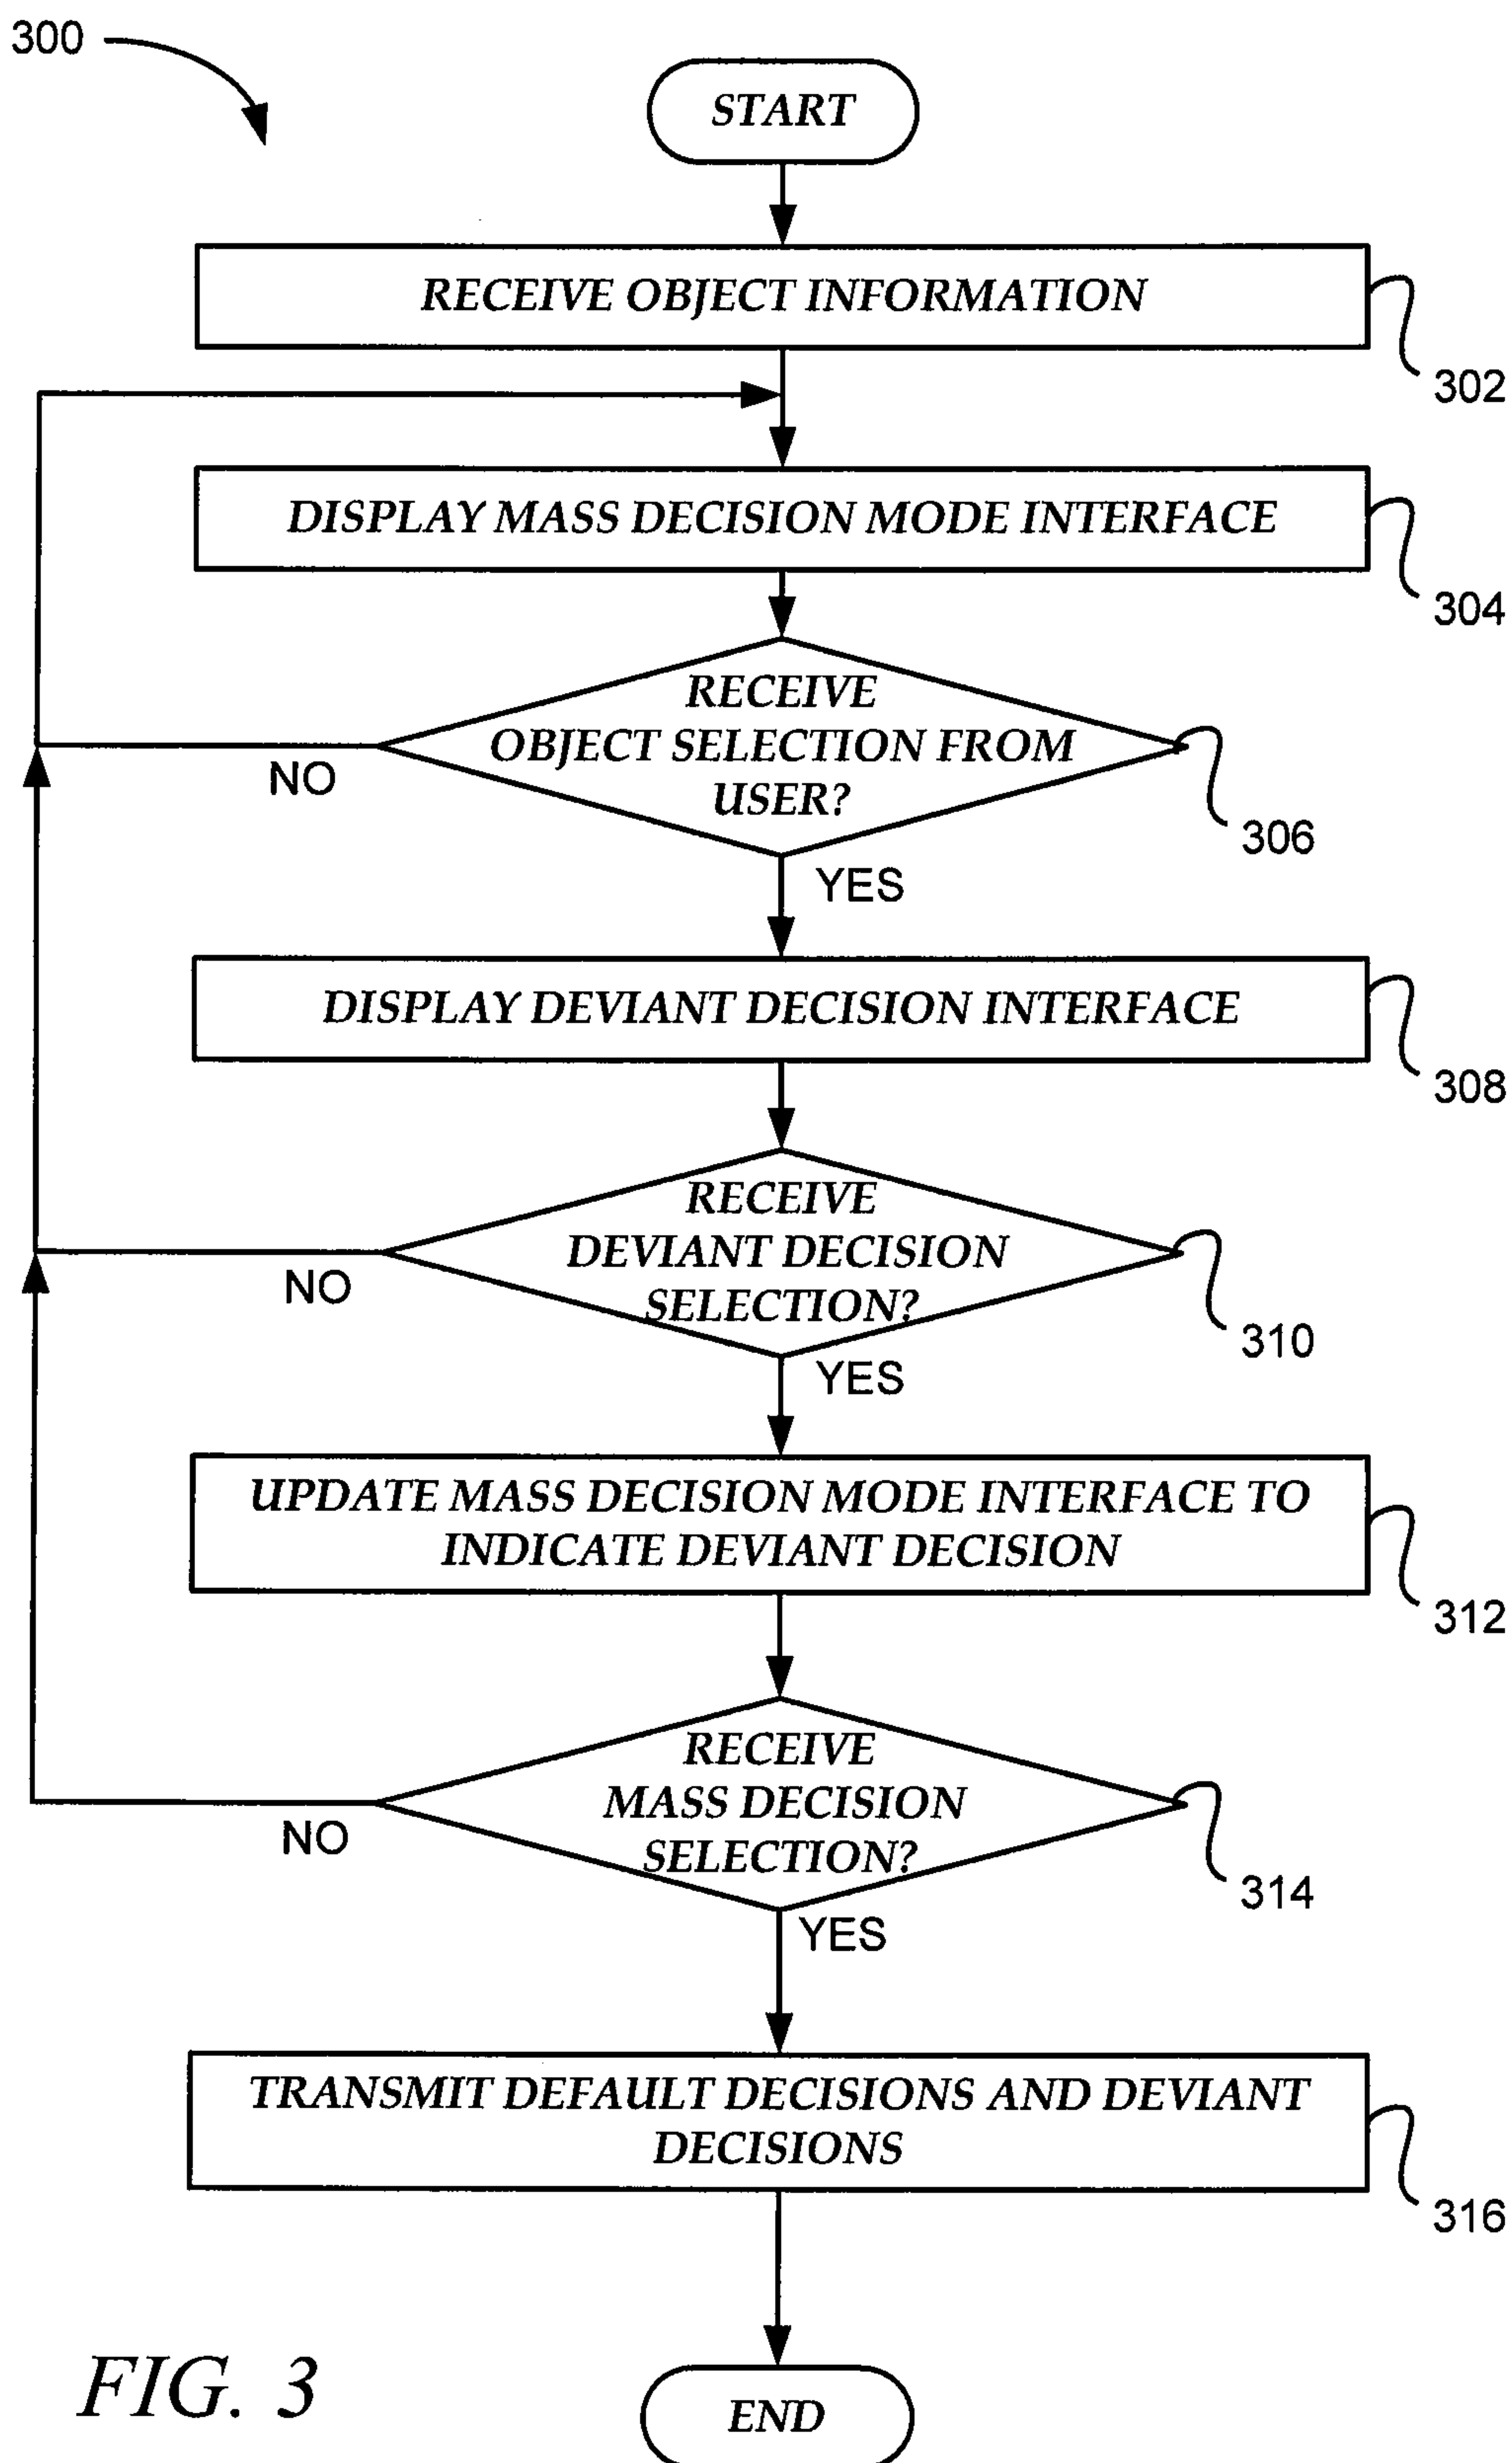 300
START
RECEIVE OBJECT INFORMATION
302
DISPLAY MASS DECISION MODE INTERFACE
304
RECEIVE
OBJECT SELECTION FROM
USER?
NO
306
YES
DISPLAY DEVIANT DECISION INTERFACE
308
RECEIVE
DEVIANT DECISION
SELECTION?
NO
310
YES
UPDATE MASS DECISION MODE INTERFACE TO
INDICATE DEVIANT DECISION
312
RECEIVE
MASS DECISION
SELECTION?
NO
314
YES
TRANSMIT DEFAULT DECISIONS AND DEVIANT
DECISIONS
316
FIG. 3
END